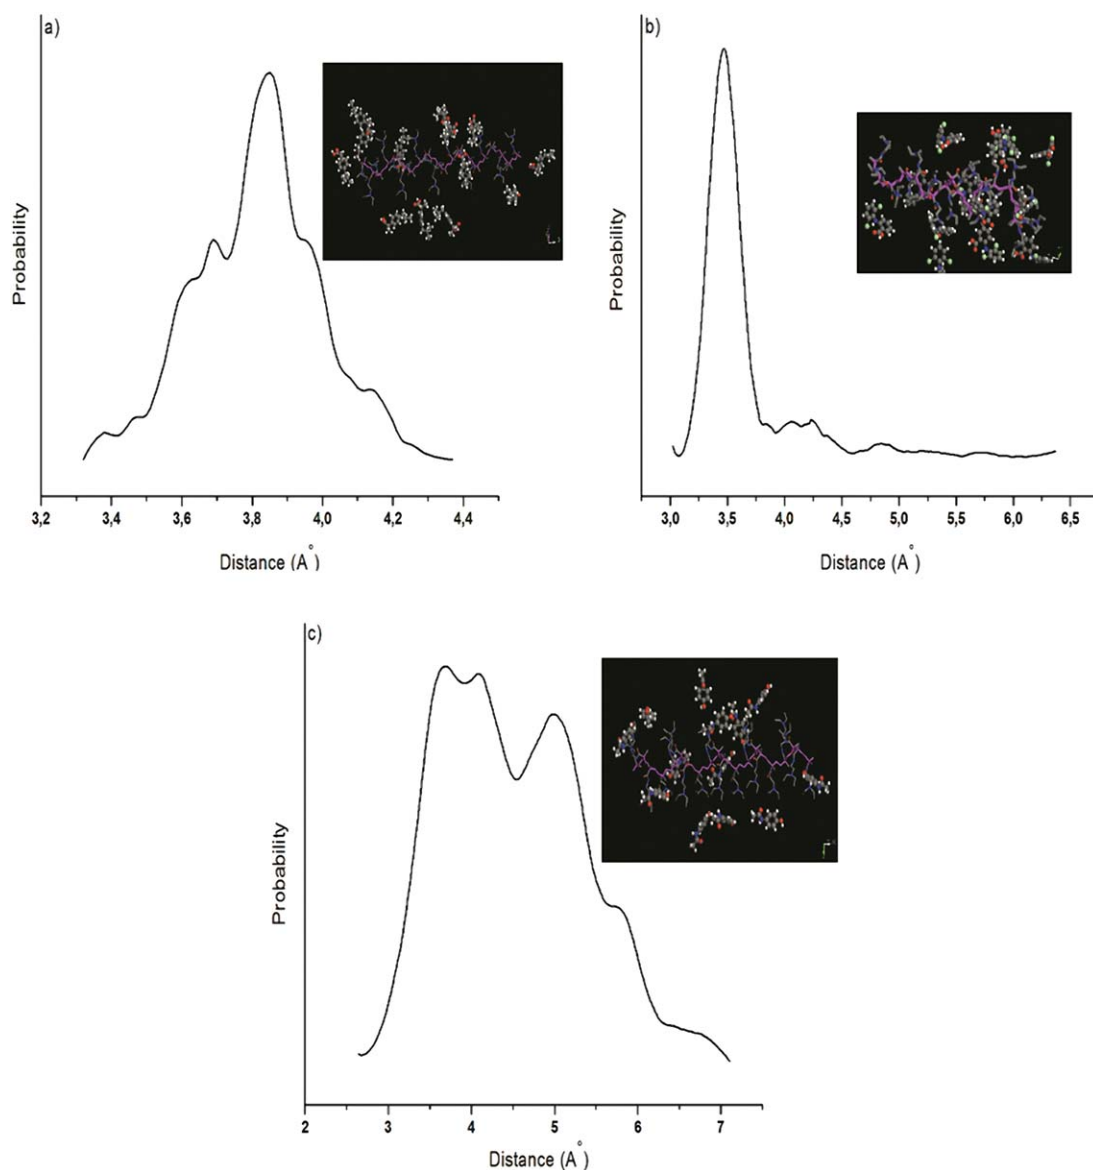 a)
Probability
3,2 3,4 3,6 3,8 4,0 4,2 4,4
Distance (A°)
b)
Probability
3,0 3,5 4,0 4,5 5,0 5,5 6,0 6,5
Distance (A°)
c)
Probability
2 3 4 5 6 7
Distance (A°)